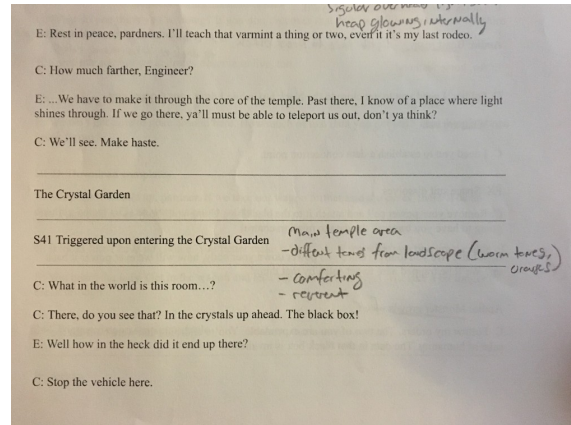 heap glowing internally
E: Rest in peace, pardners. I'll teach that varmint a thing or two, even if it's my last rodeo.
C: How much farther, Engineer?
E: ...We have to make it through the core of the temple. Past there, I know of a place where light
shines through. If we go there, ya'll must be able to teleport us out, don't ya think?
C: We'll see. Make haste.
The Crystal Garden
Main temple area
S41 Triggered upon entering the Crystal Garden
- diffent tones from landscape (warm tones,
oranges)
- comforting
C: What in the world is this room…?
- reverent
C: There, do you see that? In the crystals up ahead. The black box!
E: Well how in the heck did it end up there?
C: Stop the vehicle here.